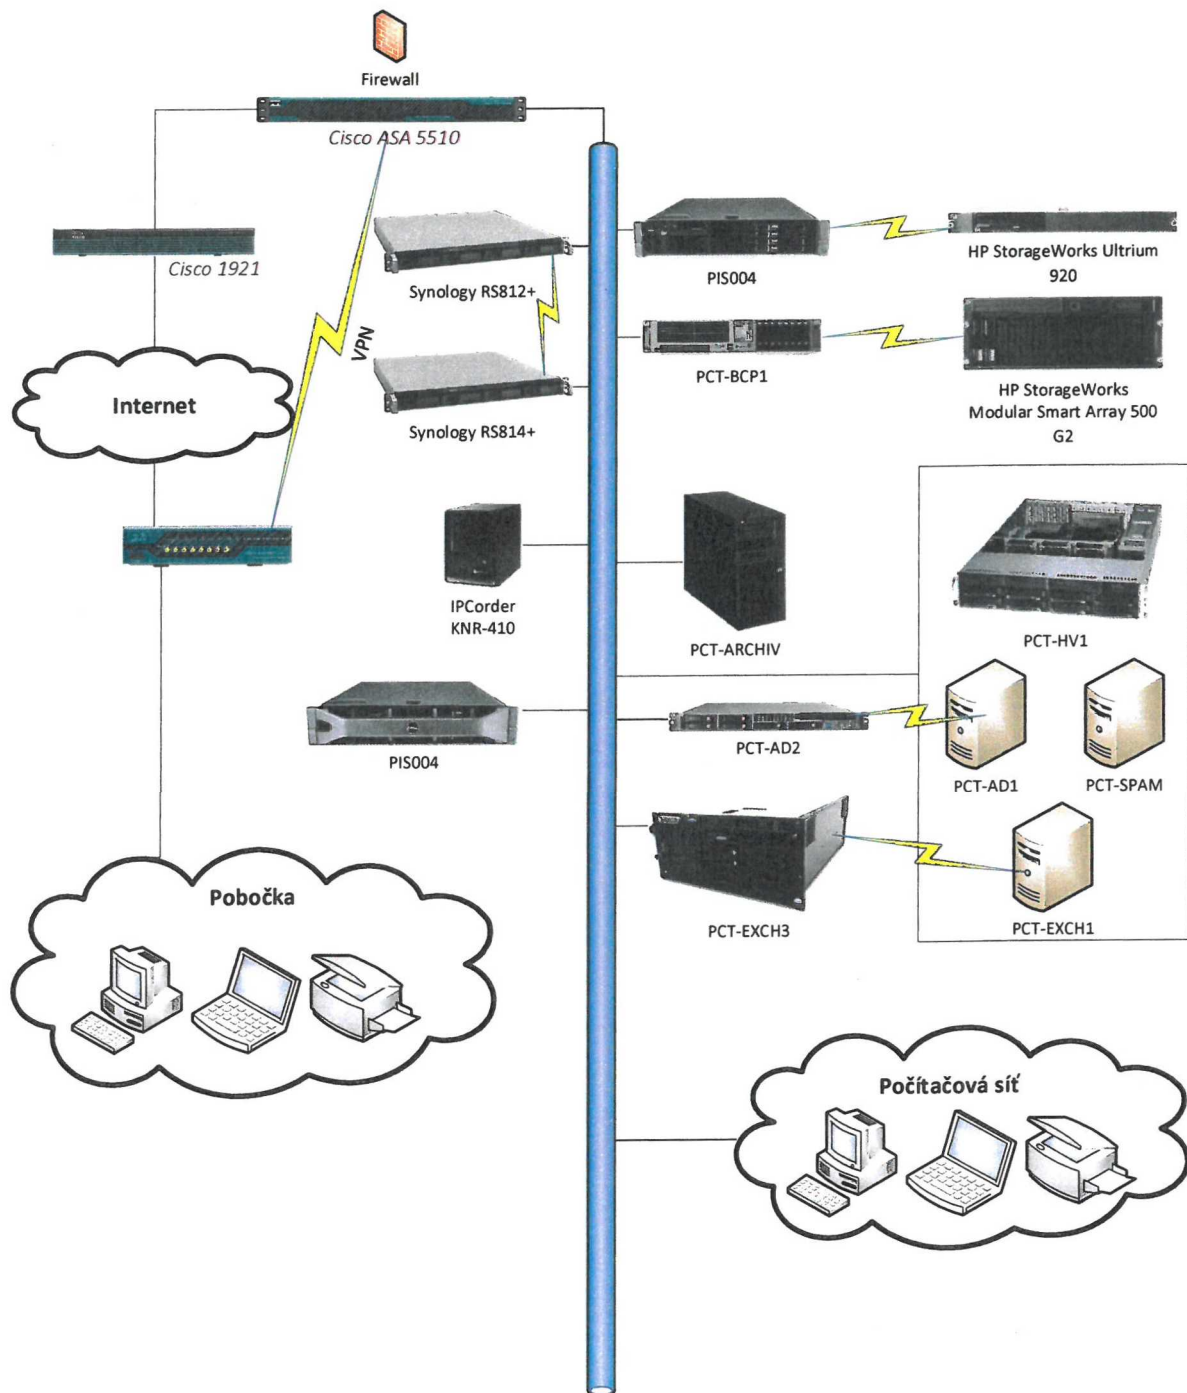 Firewall
Cisco ASA 5510
Cisco 1921
VPN
Internet
Synology RS812+
Synology RS814+
PIS004
HP StorageWorks Ultrium
920
PCT-BCP1
HP StorageWorks
Modular Smart Array 500
G2
IPCorder
KNR-410
PCT-ARCHIV
PCT-HV1
PIS004
PCT-AD2
PCT-AD1
PCT-SPAM
PCT-EXCH3
PCT-EXCH1
Pobočka
Počítačová síť